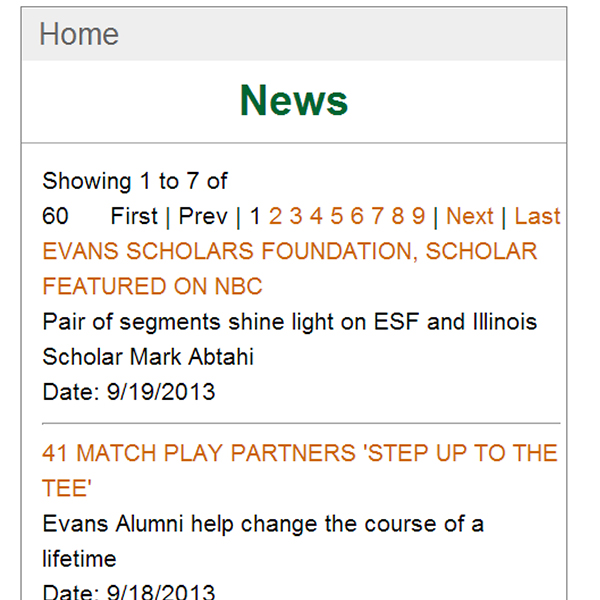 Home
News
Showing 1 to 7 of
60 First | Prev | 1 2 3 4 5 6 7 8 9 | Next | Last
EVANS SCHOLARS FOUNDATION, SCHOLAR
FEATURED ON NBC
Pair of segments shine light on ESF and Illinois
Scholar Mark Abtahi
Date: 9/19/2013
41 MATCH PLAY PARTNERS 'STEP UP TO THE
TEE'
Evans Alumni help change the course of a
lifetime
Date: 9/18/2013